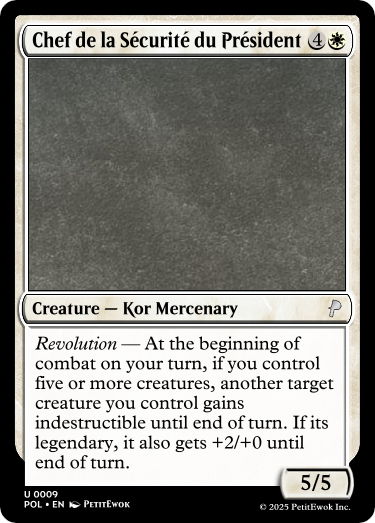 Chef de la Sécurité du Président 4
Creature — Kor Mercenary
Revolution — At the beginning of
combat on your turn, if you control
five or more creatures, another target
creature you control gains
indestructible until end of turn. If its
legendary, it also gets +2/+0 until
end of turn.
5/5
U 0009
POL • EN PetitEwok
© 2025 PetitEwok Inc.